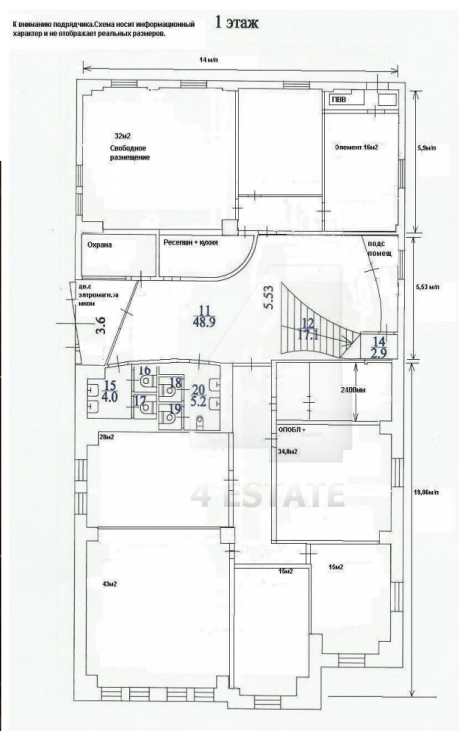 К вниманию подрядчика.Схема носит информационный
характер и не отображает реальных размеров.
1 этаж
14 м/п
ПВВ
32м2
Свободное
размещение
Элемент 16м2
5,9м/п
Охрана
Ресепшн + кухня
подс
помещ
5,53 м/п
дв.с
3.6
11
48.9
5.53
12
17.1
14
2.9
2400мм
15
4.0
16
17
18
19
20
5.2
ОПОБЛ +
34,8м2
28м2
4 ESTATE
43м2
15м2
15м2